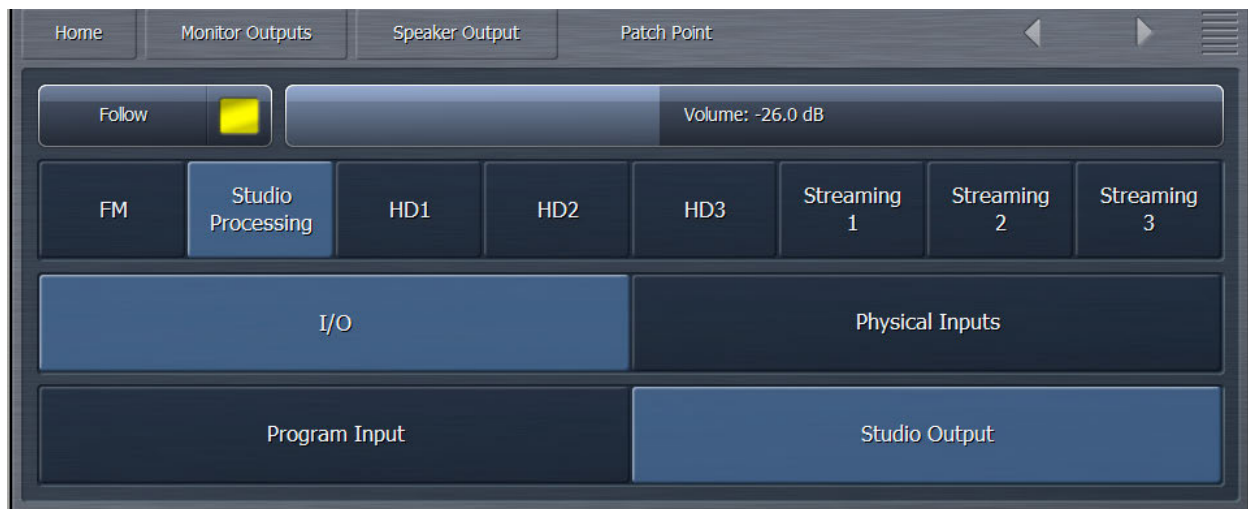 Home Monitor Outputs Speaker Output Patch Point
Follow Volume: -26.0 dB
FM Studio Processing HD1 HD2 HD3 Streaming 1 Streaming 2 Streaming 3
I/O Physical Inputs
Program Input Studio Output